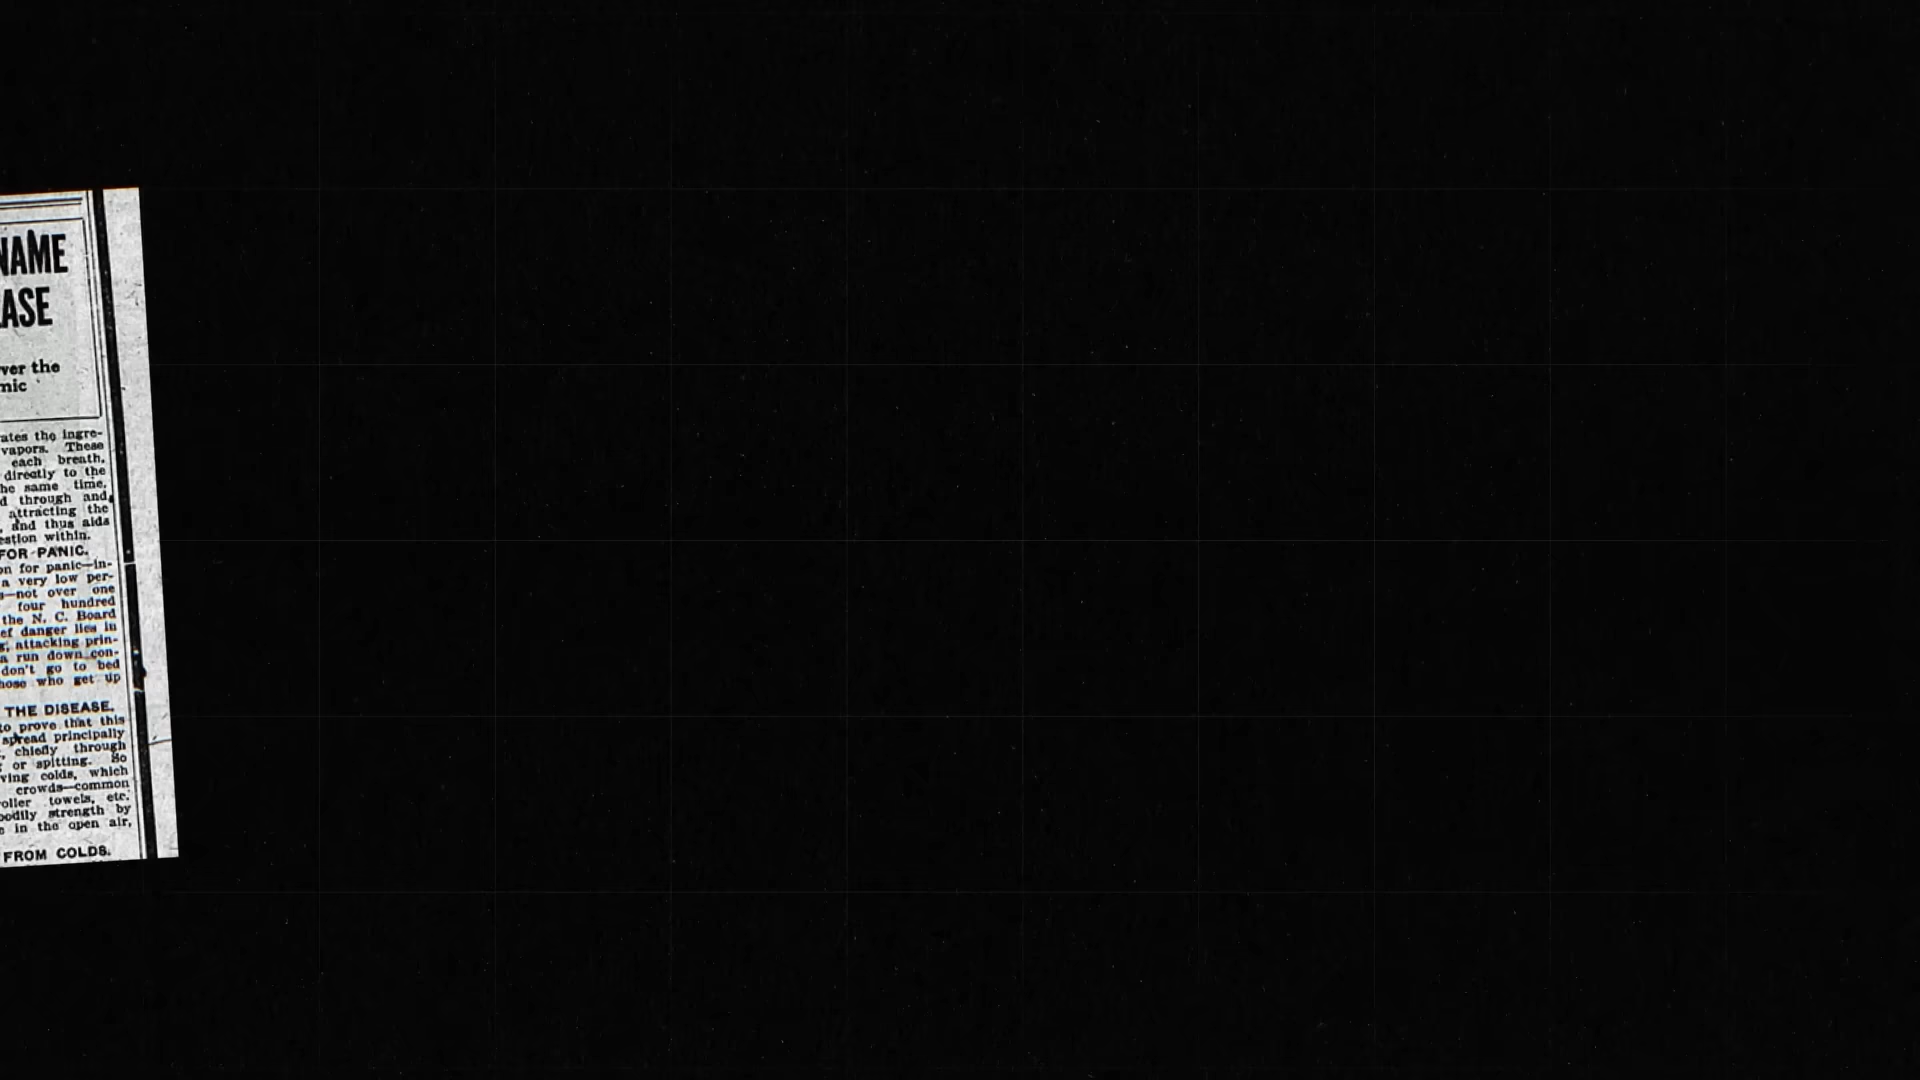 NAME
ASE
ver the
mic
ates the ingre-
vapors. These
each breath,
directly to the
he same time,
d through and
attracting the
, and thus aids
estion within.
FOR PANIC.
on for panic—in-
a very low per-
s—not over one
four hundred
the N. C. Board
ef danger lies in
g, attacking prin-
a run down con-
don't go to bed
hose who get up
THE DISEASE.
to prove that this
spread principally
, chiefly through
g or spitting. So
ving colds, which
crowds—common
oller towels, etc.
bodily strength by
e in the open air,
FROM COLDS.